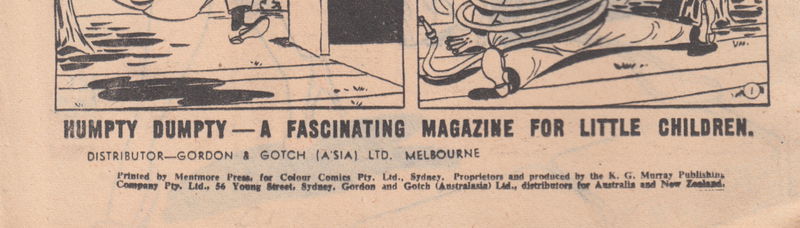 1
HUMPTY DUMPTY—A FASCINATING MAGAZINE FOR LITTLE CHILDREN.
DISTRIBUTOR—GORDON & GOTCH (A'SIA) LTD. MELBOURNE
Printed by Mentmore Press, for Colour Comics Pty. Ltd., Sydney. Proprietors and produced by the K. G. Murray Publishing
Company Pty. Ltd., 56 Young Street, Sydney. Gordon and Gotch (Australasia) Ltd., distributors for Australia and New Zealand.